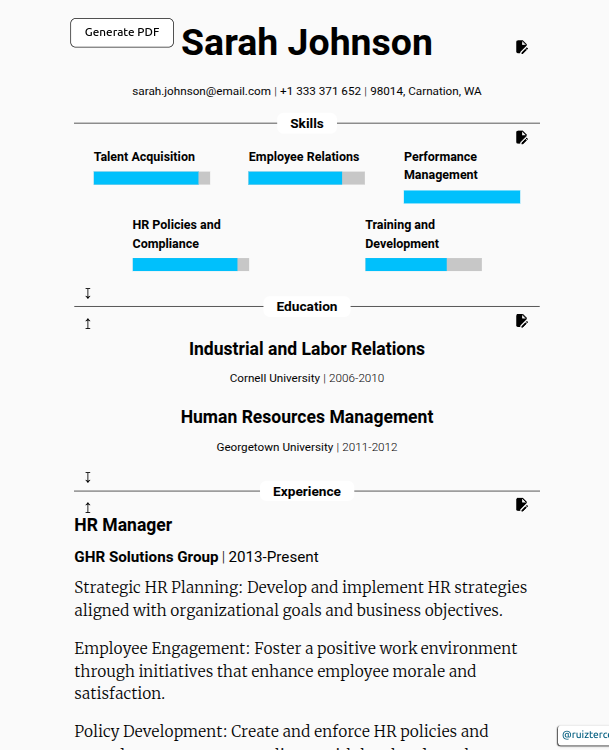 Generate PDF
Sarah Johnson
sarah.johnson@email.com | +1 333 371 652 | 98014, Carnation, WA
Skills
Talent Acquisition
Employee Relations
Performance
Management
HR Policies and
Compliance
Training and
Development
Education
Industrial and Labor Relations
Cornell University | 2006-2010
Human Resources Management
Georgetown University | 2011-2012
Experience
HR Manager
GHR Solutions Group | 2013-Present
Strategic HR Planning: Develop and implement HR strategies
aligned with organizational goals and business objectives.
Employee Engagement: Foster a positive work environment
through initiatives that enhance employee morale and
satisfaction.
Policy Development: Create and enforce HR policies and